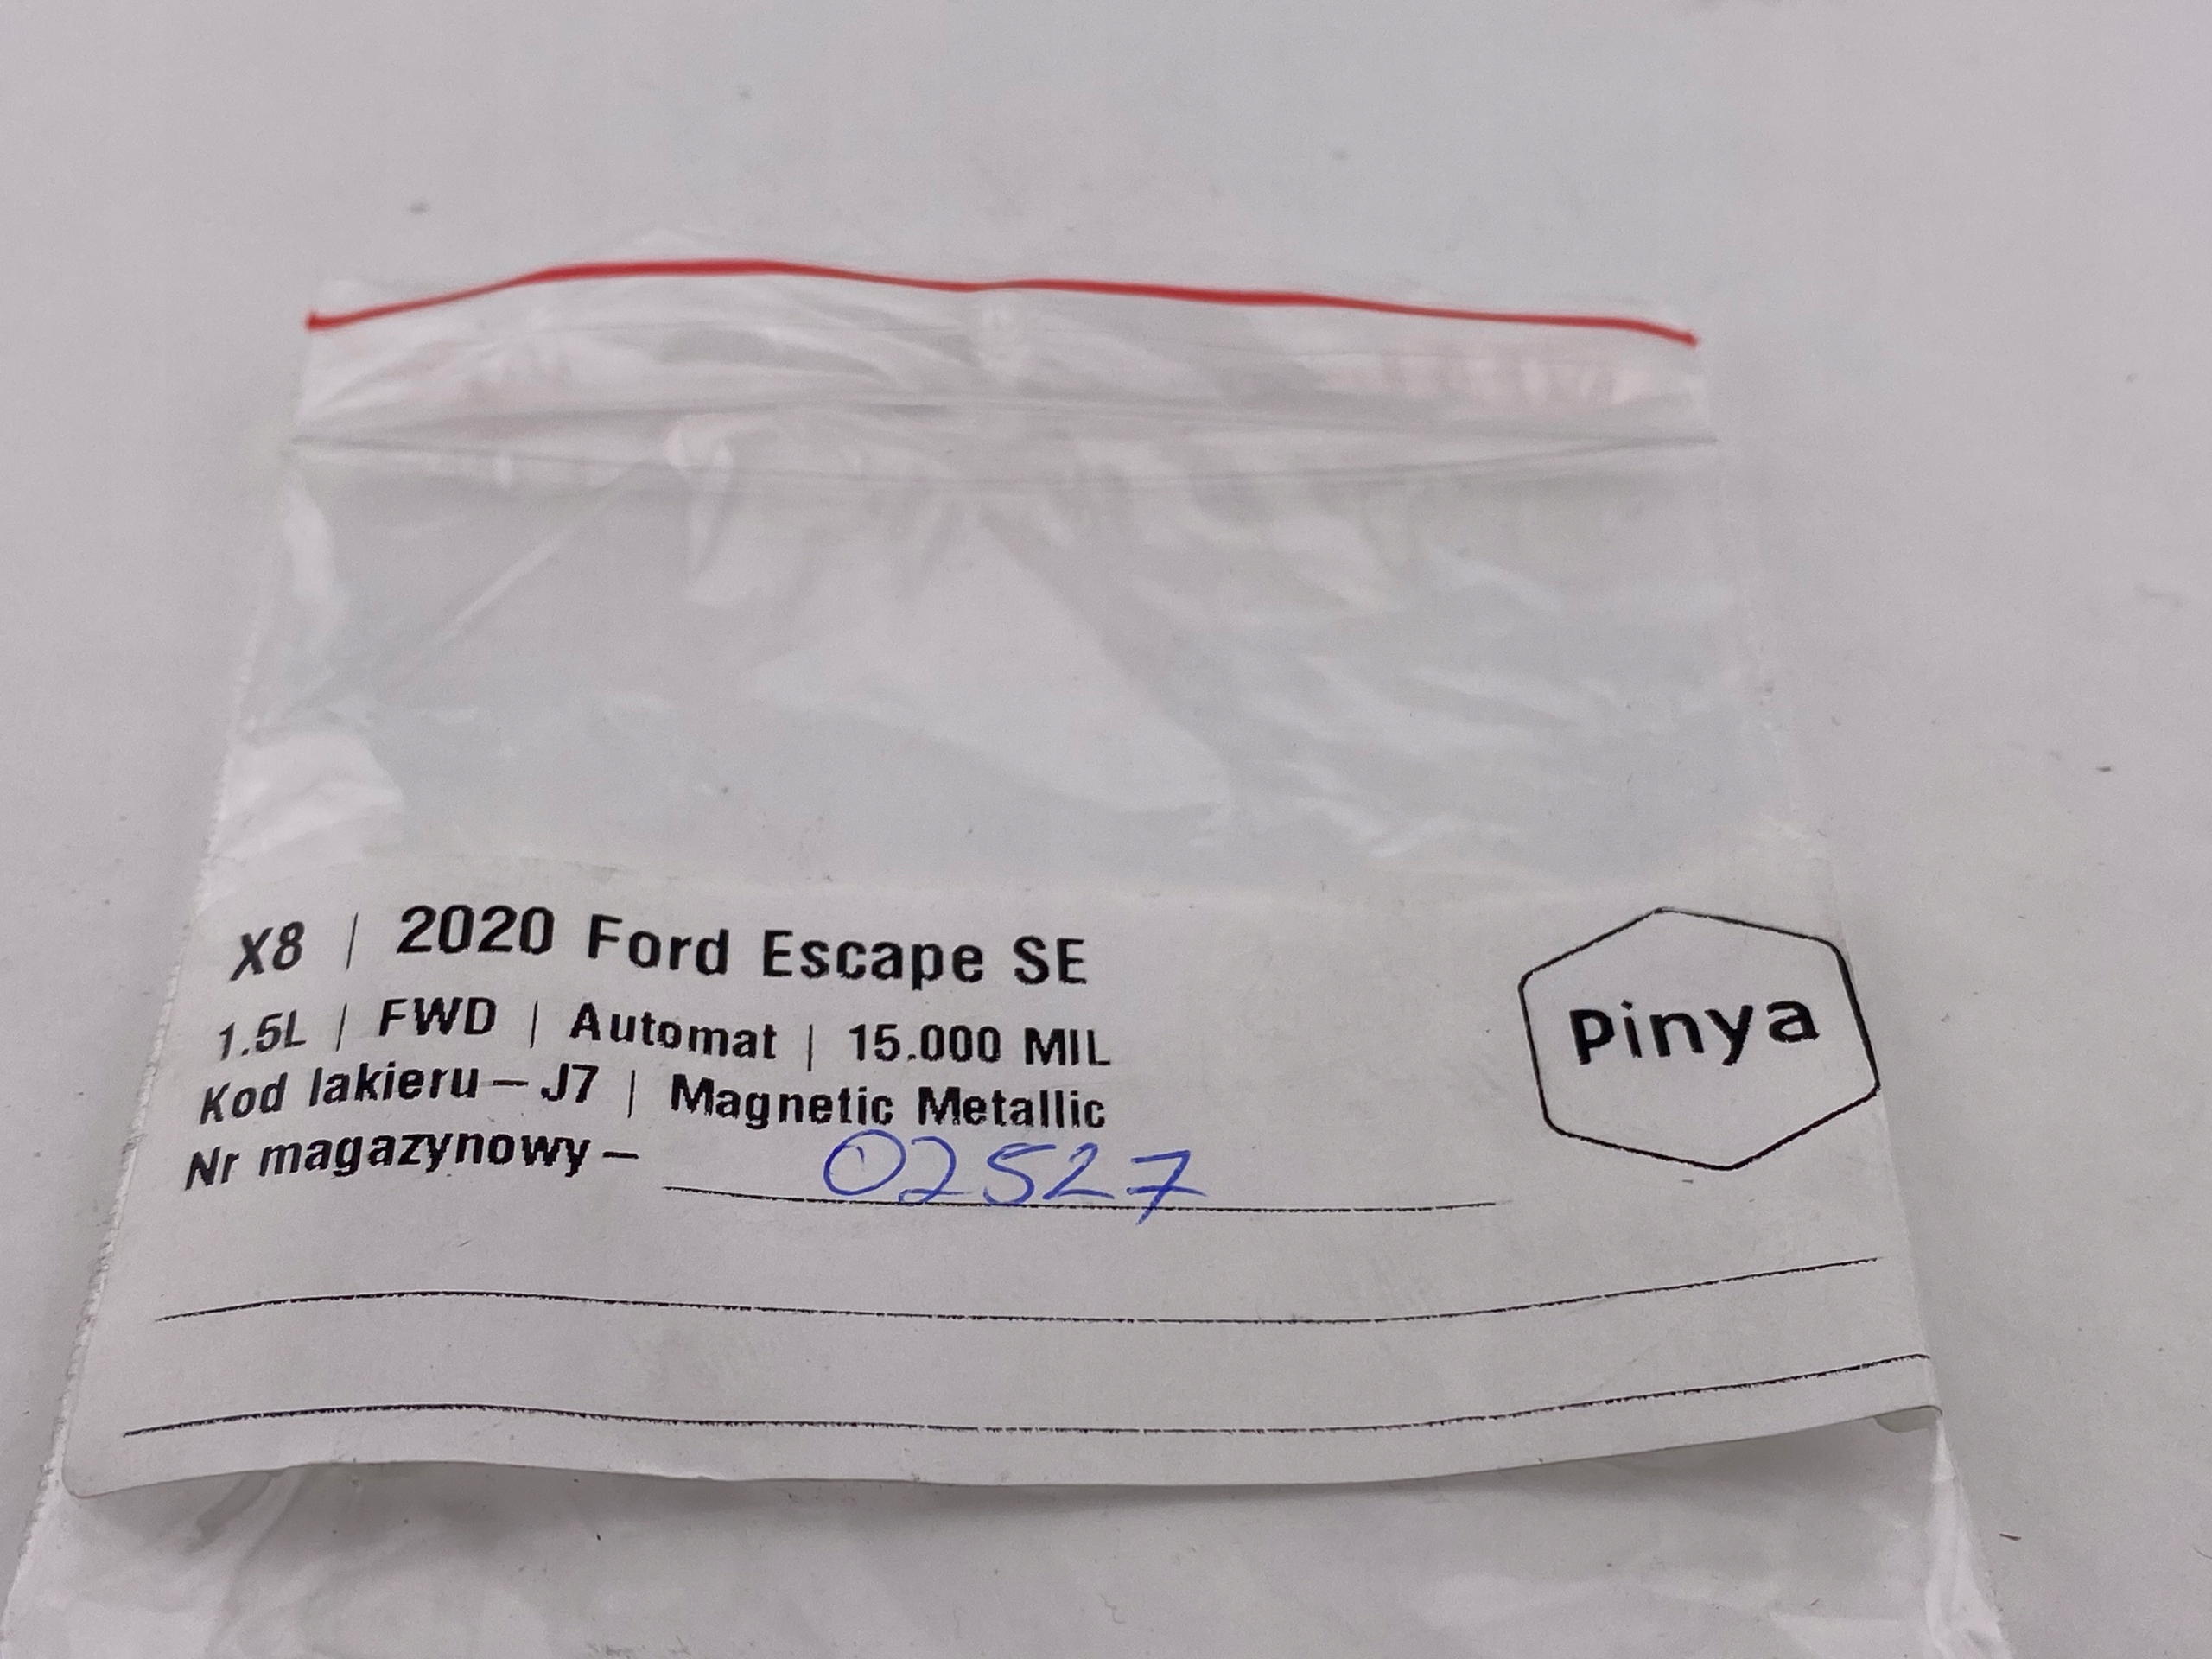 X8 | 2020 Ford Escape SE
1.5L | FWD | Automat | 15.000 MIL
Kod lakieru – J7 | Magnetic Metallic
Nr magazynowy – 02527
Pinya